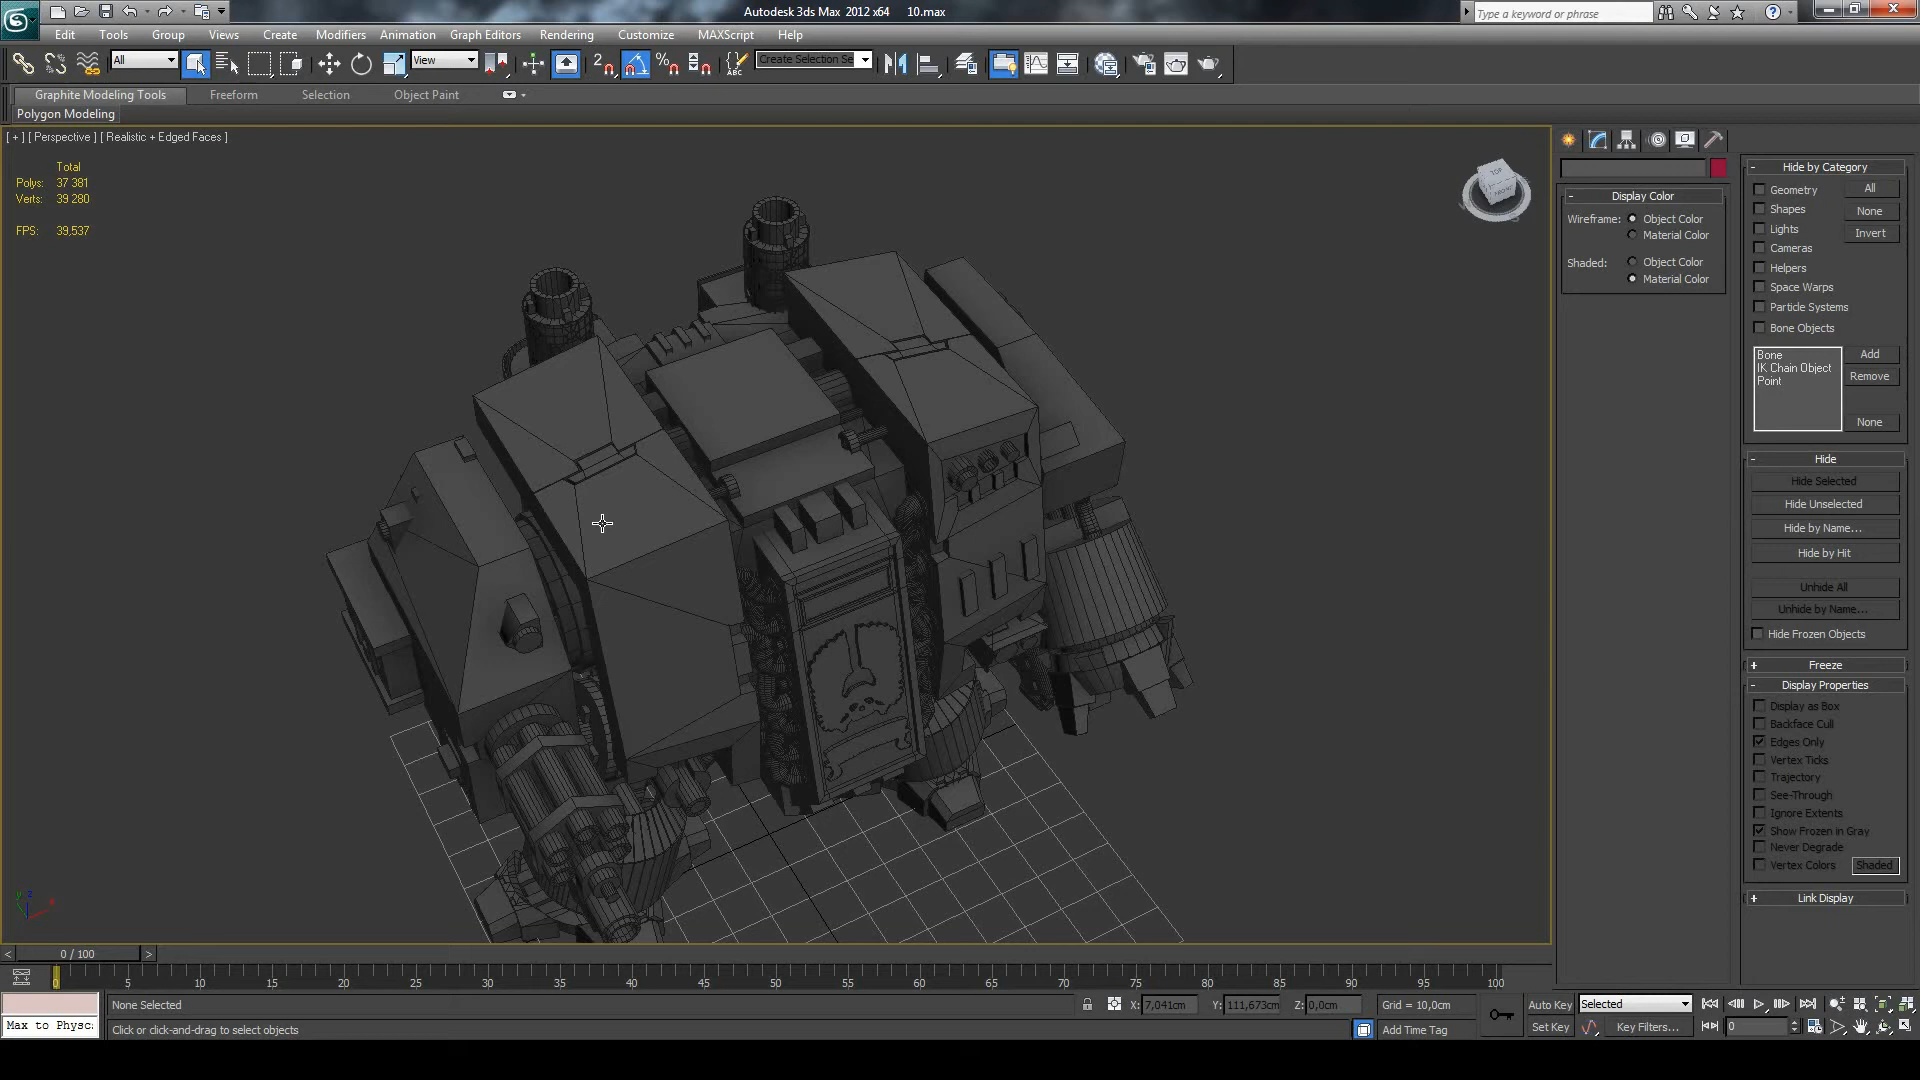 Autodesk 3ds Max 2012 x64 10.max
Type a keyword or phrase
Edit Tools Group Views Create Modifiers Animation Graph Editors Rendering Customize MAXScript Help
All View Create Selection Se
Graphite Modeling Tools Freeform Selection Object Paint
Polygon Modeling
[ + ] [ Perspective ] [ Realistic + Edged Faces ]
Total
Polys: 37 381
Verts: 39 280
FPS: 39,537
TOP
FRONT
Display Color
Wireframe: Object Color
Material Color
Shaded: Object Color
Material Color
Hide by Category
Geometry All
Shapes None
Lights Invert
Cameras
Helpers
Space Warps
Particle Systems
Bone Objects
Bone
IK Chain Object
Point
Add
Remove
None
Hide
Hide Selected
Hide Unselected
Hide by Name...
Hide by Hit
Unhide All
Unhide by Name...
Hide Frozen Objects
Freeze
Display Properties
Display as Box
Backface Cull
Edges Only
Vertex Ticks
Trajectory
See-Through
Ignore Extents
Show Frozen in Gray
Never Degrade
Vertex Colors Shaded
Link Display
0 / 100
0 5 10 15 20 25 30 35 40 45 50 55 60 65 70 75 80 85 90 95 100
None Selected X: 7,041cm Y: 111,673cm Z: 0,0cm Grid = 10,0cm Auto Key Selected
Max to Physc: Click or click-and-drag to select objects Add Time Tag Set Key Key Filters... 0